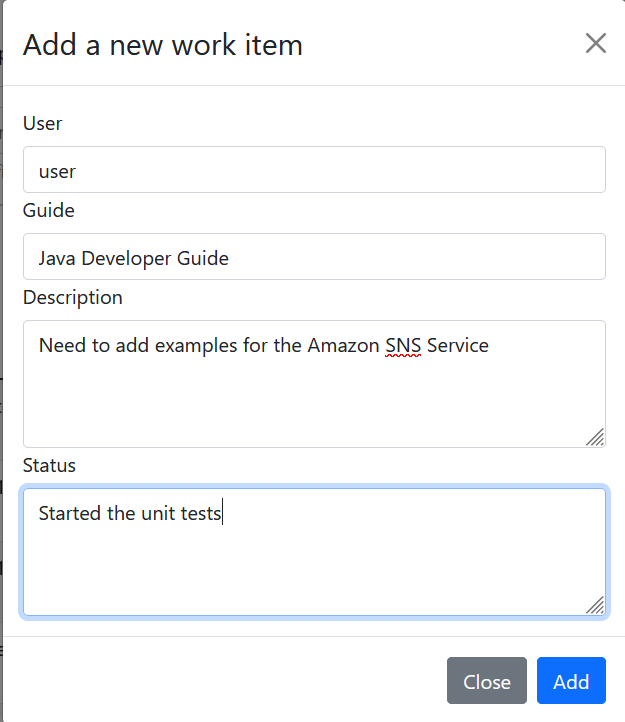 Add a new work item
User
user
Guide
Java Developer Guide
Description
Need to add examples for the Amazon SNS Service
Status
Started the unit tests
Close
Add